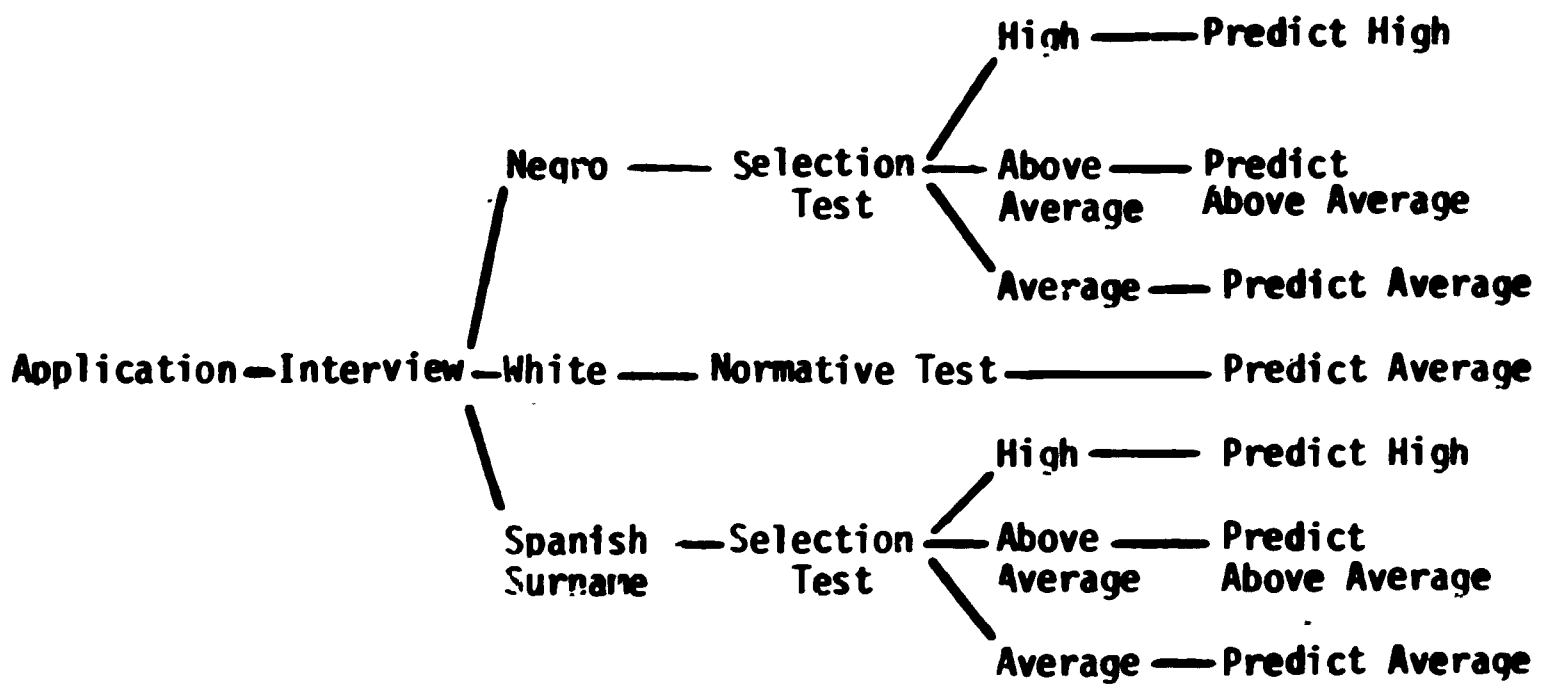 High Predict High
Negro Selection Above Predict
Test Average Above Average
Average Predict Average
Application Interview White Normative Test Predict Average
High Predict High
Spanish Selection Above Predict
Surname Test Average Above Average
Average Predict Average